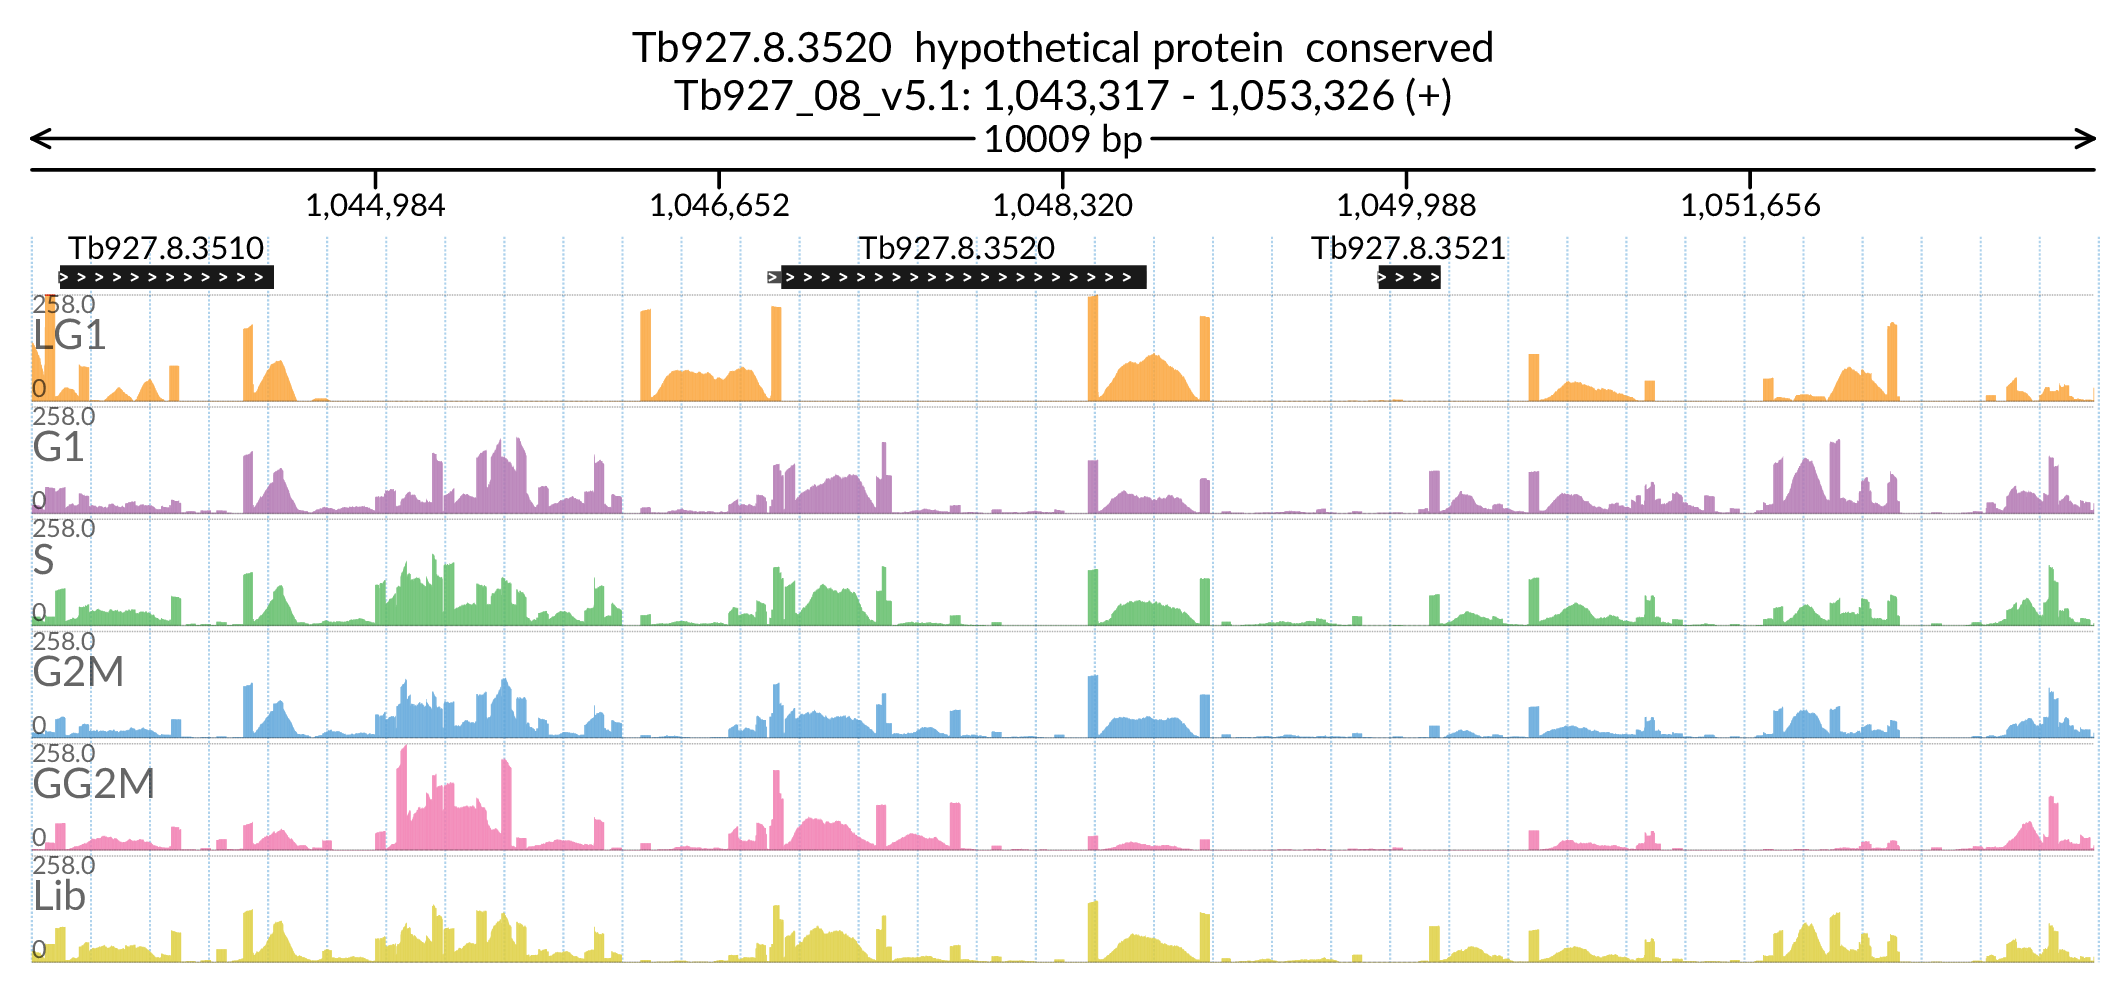 Tb927.8.3520 hypothetical protein conserved
Tb927_08_v5.1: 1,043,317 - 1,053,326 (+)
10009 bp
1,044,984 1,046,652 1,048,320 1,049,988 1,051,656
Tb927.8.3510 Tb927.8.3520 Tb927.8.3521
258.0
LG1
0
258.0
G1
0
258.0
S
0
258.0
G2M
0
258.0
GG2M
0
258.0
Lib
0